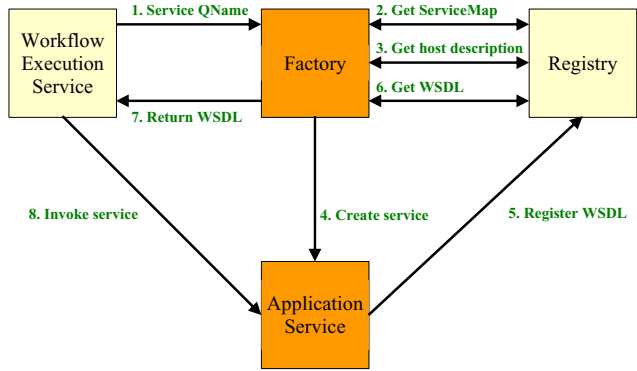 1. Service QName
2. Get ServiceMap
Workflow
Execution
Service
Factory
3. Get host description
Registry
6. Get WSDL
7. Return WSDL
8. Invoke service
4. Create service
5. Register WSDL
Application
Service